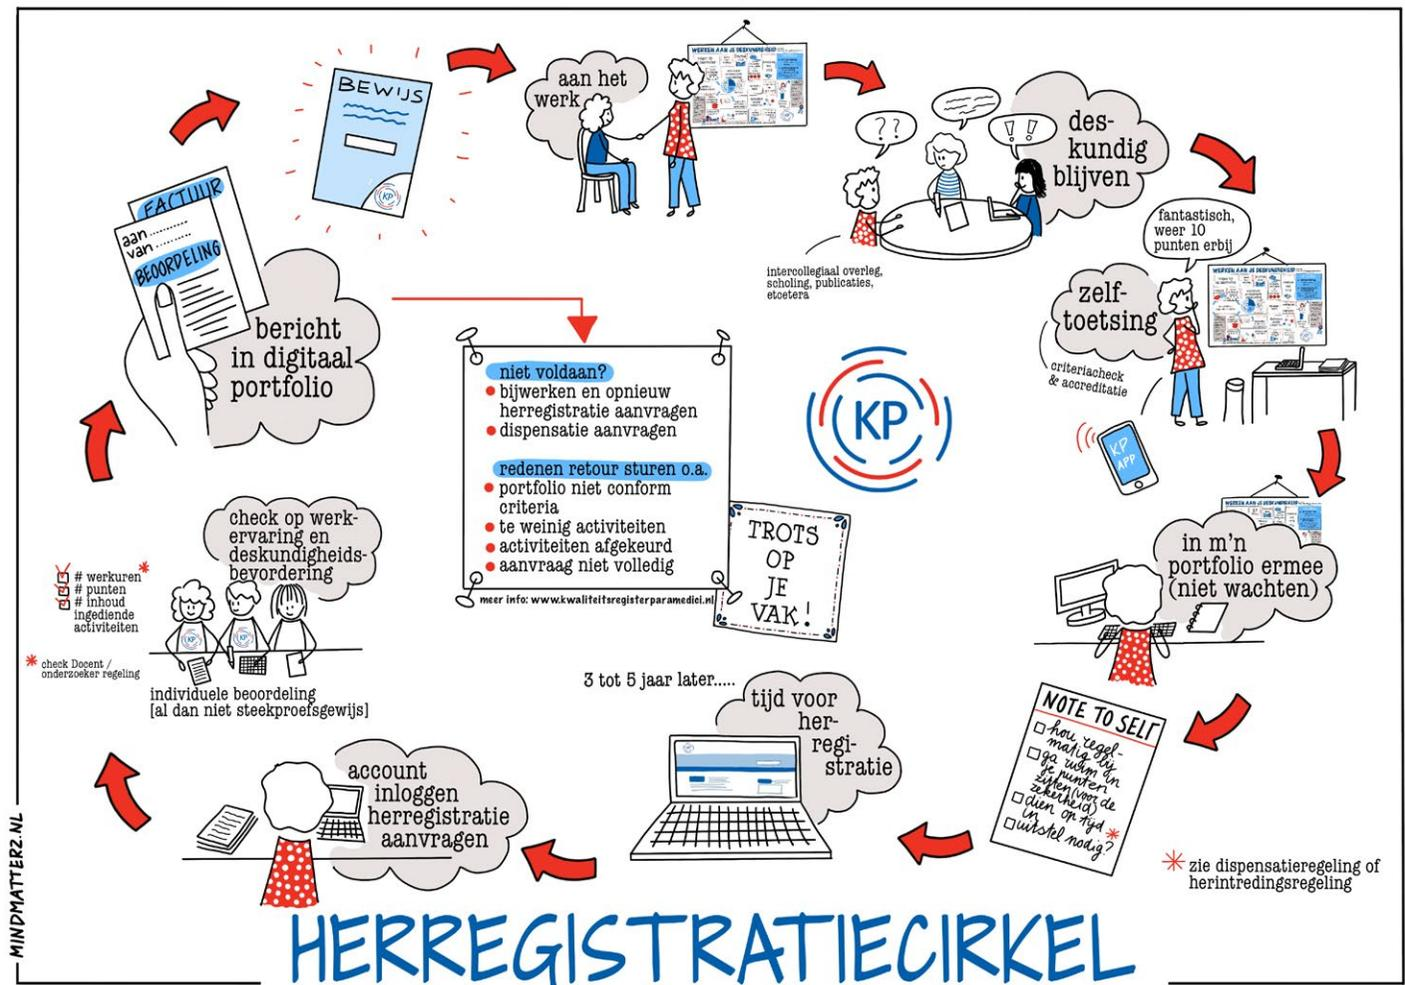 BEWIJS
KP
aan het
werk
WERKEN AAN JE DESKUNDIGHEID
??
!!
des-
kundig
blijven
intercollegiaal overleg,
scholing, publicaties,
etcetera
fantastisch,
weer 10
punten erbij
WERKEN AAN JE DESKUNDIGHEID
zelf-
toetsing
criteriacheck
& accreditatie
KP
APP
WERKEN AAN JE DESKUNDIGHEID
in m'n
portfolio ermee
(niet wachten)
NOTE TO SELF
hou regel-
matig bij
ga ruim in
je punten
zitten (voor de
zekerheid)
dien op tijd
in
uitstel nodig? *
* zie dispensatieregeling of
herintredingsregeling
3 tot 5 jaar later.....
tijd voor
her-
regi-
stratie
account
inloggen
herregistratie
aanvragen
check op werk-
ervaring en
deskundigheids-
bevordering
# werkuren *
# punten
# inhoud
ingediende
activiteiten
* check Docent /
onderzoeker regeling
KP
KP
individuele beoordeling
[al dan niet steekproefsgewijs]
FACTUUR
aan..........
van..........
BEOORDELING
bericht
in digitaal
portfolio
niet voldaan?
bijwerken en opnieuw
herregistratie aanvragen
dispensatie aanvragen
redenen retour sturen o.a.
portfolio niet conform
criteria
te weinig activiteiten
activiteiten afgekeurd
aanvraag niet volledig
meer info: www.kwaliteitsregisterparamedici.nl
KP
TROTS
OP
JE
VAK!
MINDMATTERZ.NL
HERREGISTRATIECIRKEL